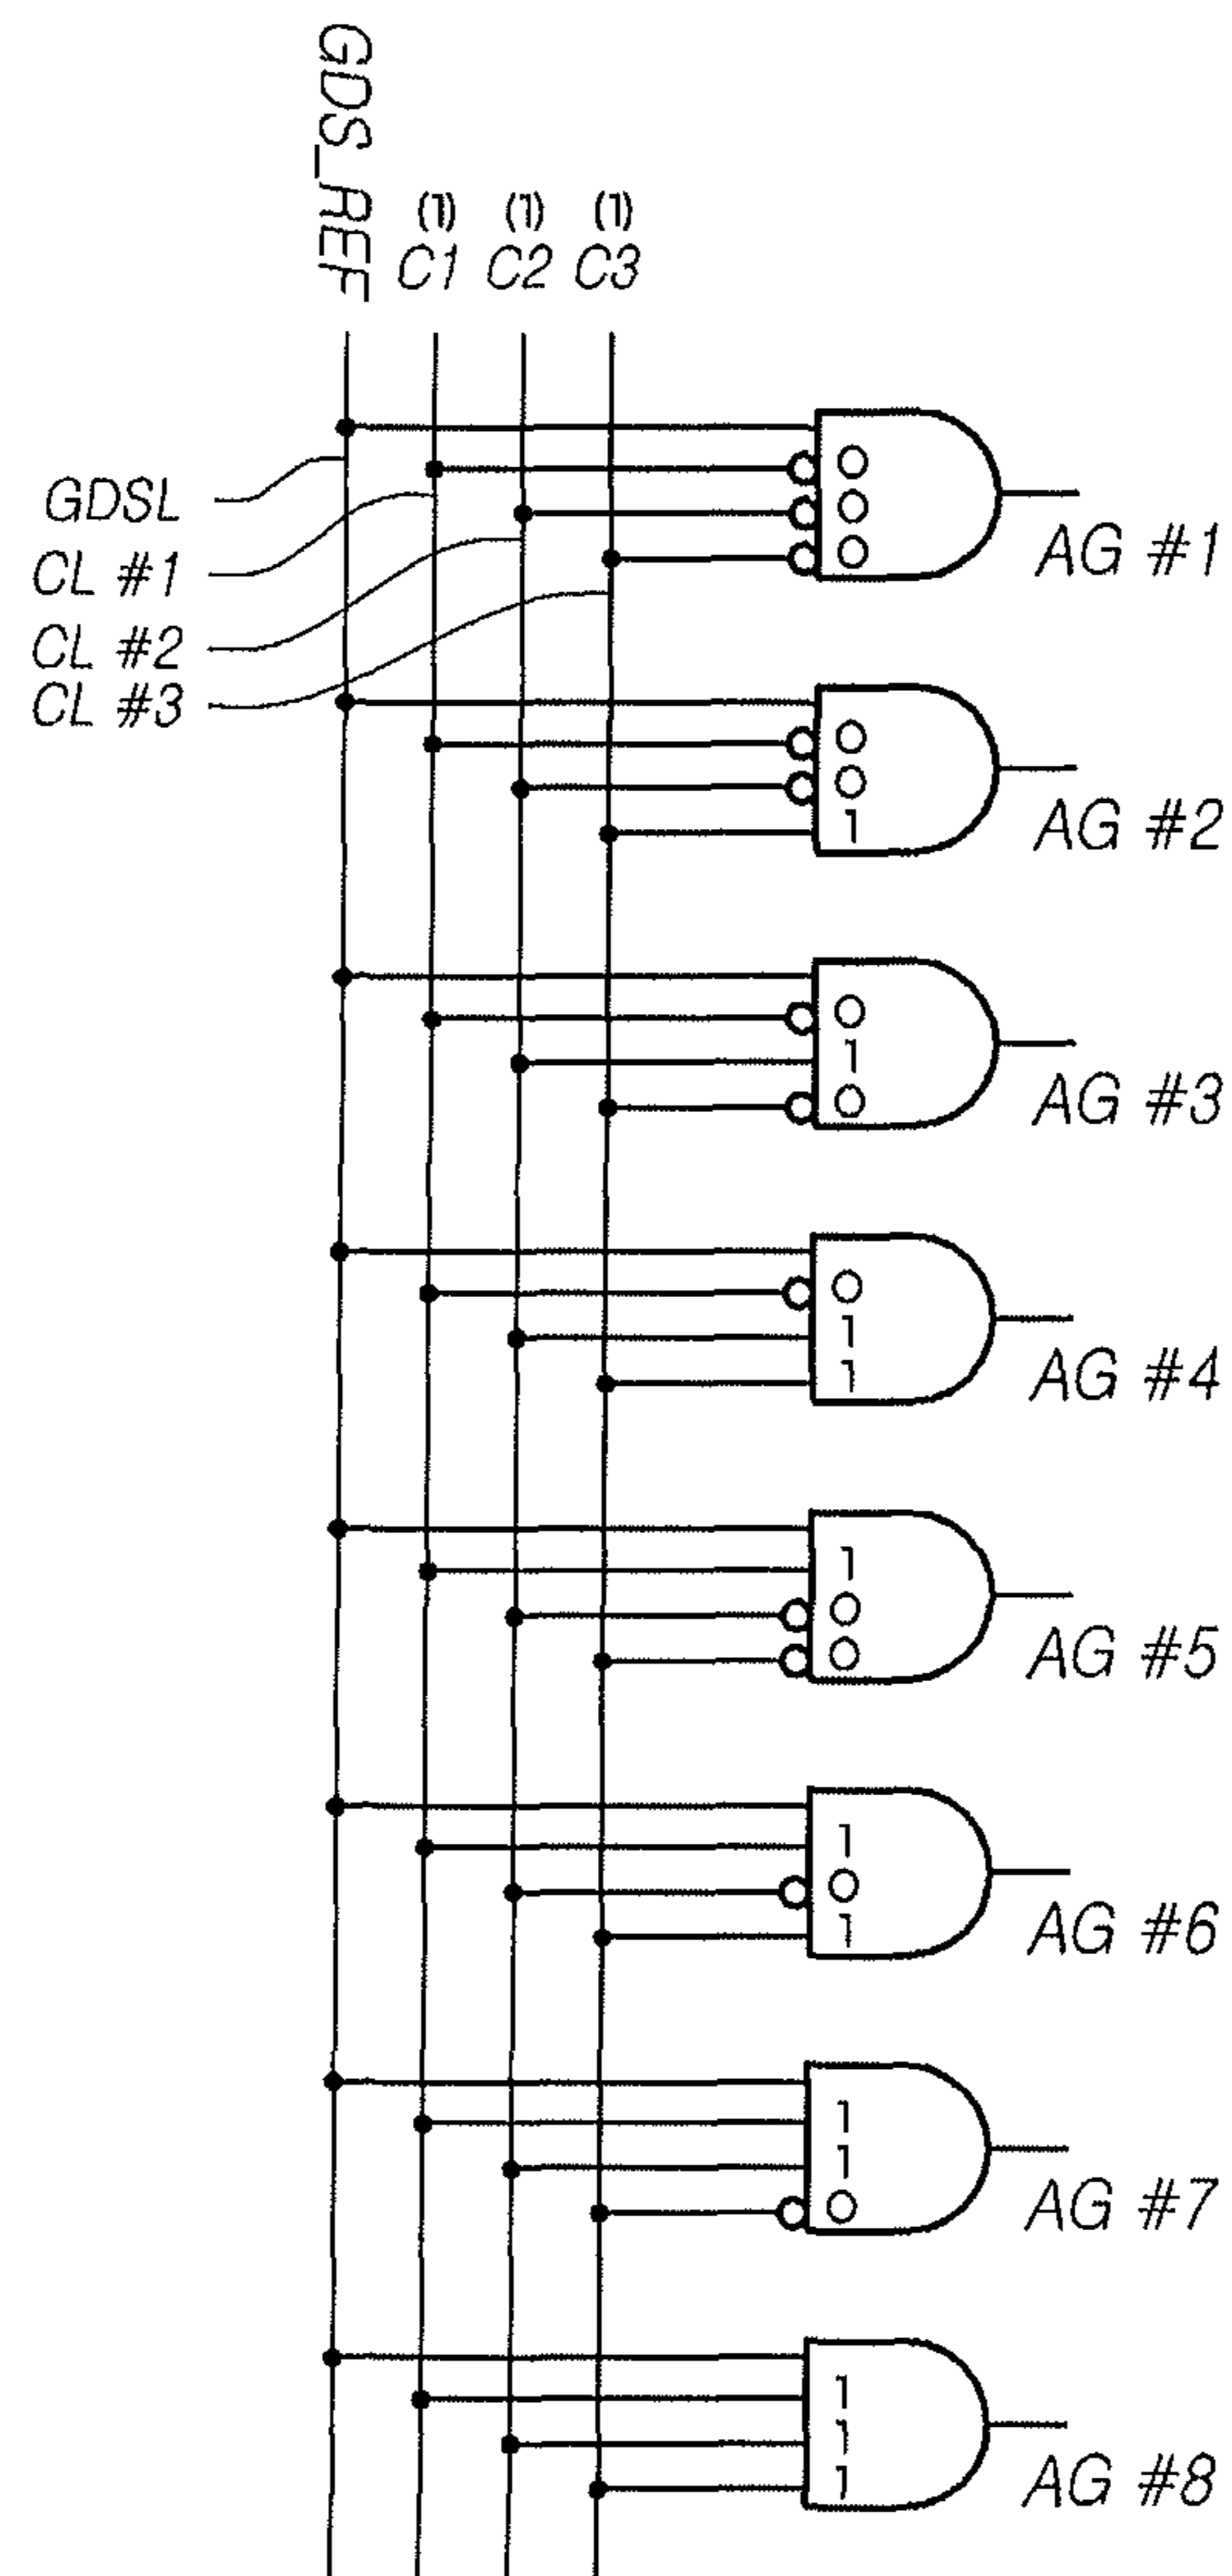 GDS_REF
(1) (1) (1)
C1 C2 C3
GDSL
CL #1
CL #2
CL #3
0
0
0
AG #1
0
0
1
AG #2
0
1
0
AG #3
0
1
1
AG #4
1
0
0
AG #5
1
0
1
AG #6
1
1
0
AG #7
1
1
1
AG #8